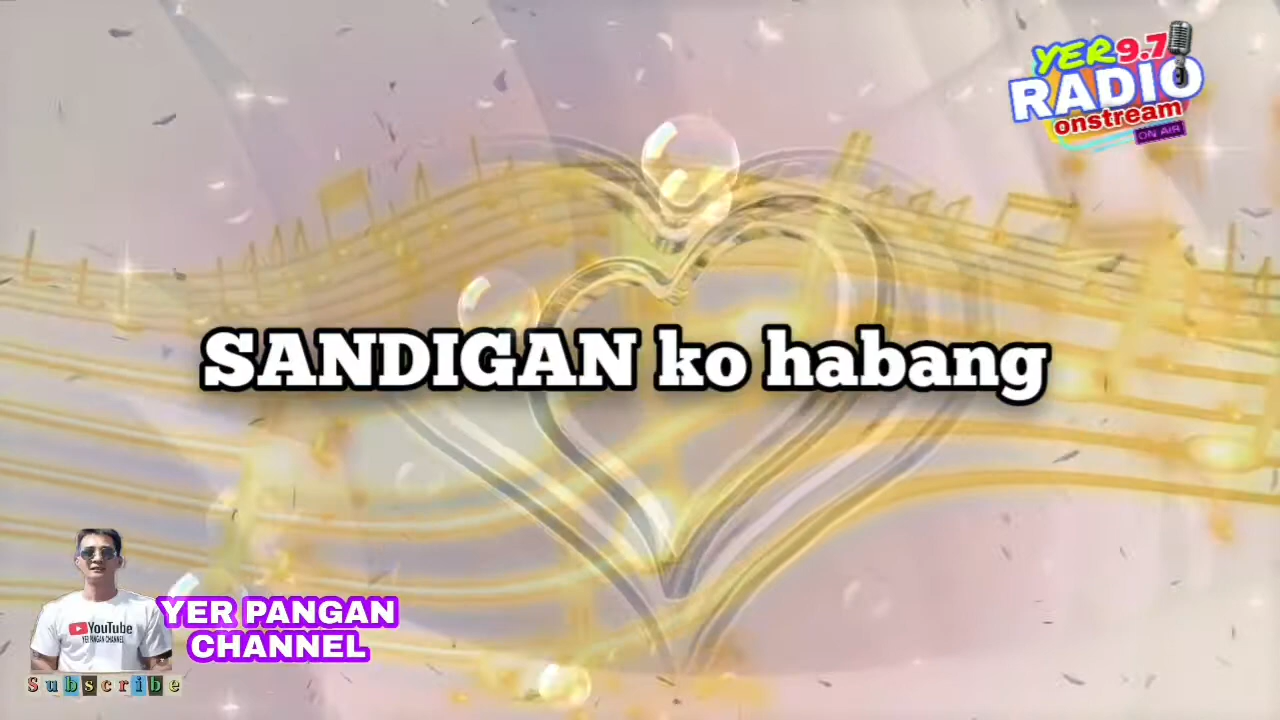 YER 9.7
RADIO
onstream
ON AIR
SANDIGAN ko habang
YouTube
YER PANGAN CHANNEL
YER PANGAN
CHANNEL
Subscribe